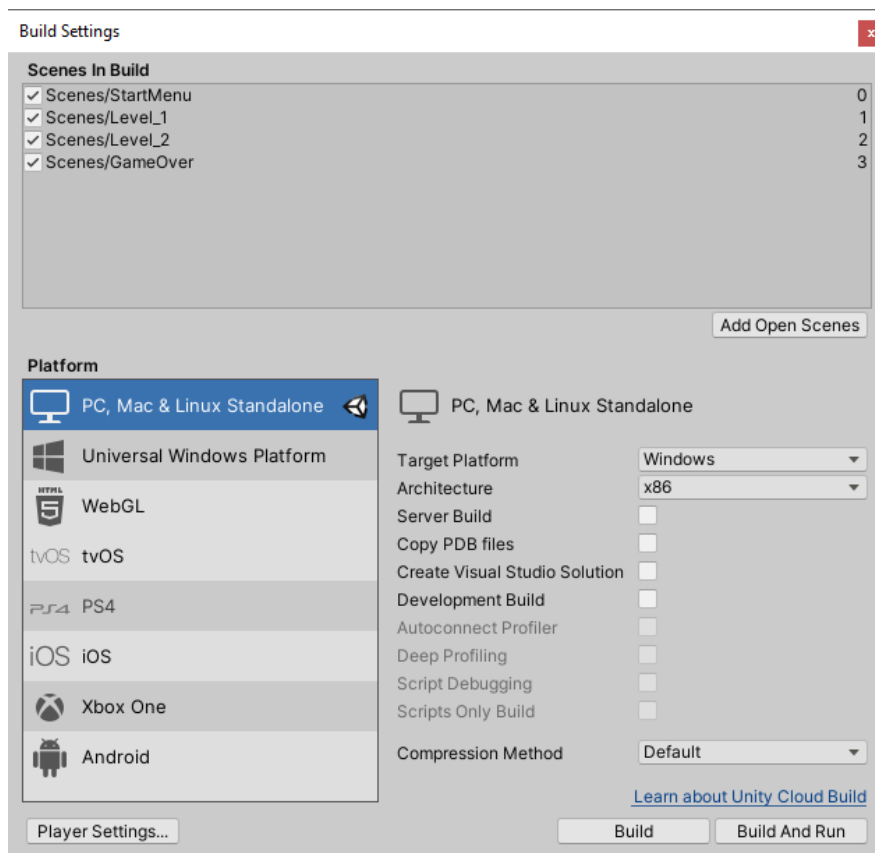 Build Settings
x
Scenes In Build
Scenes/StartMenu 0
Scenes/Level_1 1
Scenes/Level_2 2
Scenes/GameOver 3
Add Open Scenes
Platform
PC, Mac & Linux Standalone
Universal Windows Platform
HTML
5
WebGL
tvOS tvOS
PS4 PS4
iOS iOS
Xbox One
Android
PC, Mac & Linux Standalone
Target Platform Windows
Architecture x86
Server Build
Copy PDB files
Create Visual Studio Solution
Development Build
Autoconnect Profiler
Deep Profiling
Script Debugging
Scripts Only Build
Compression Method Default
Learn about Unity Cloud Build
Player Settings...
Build
Build And Run